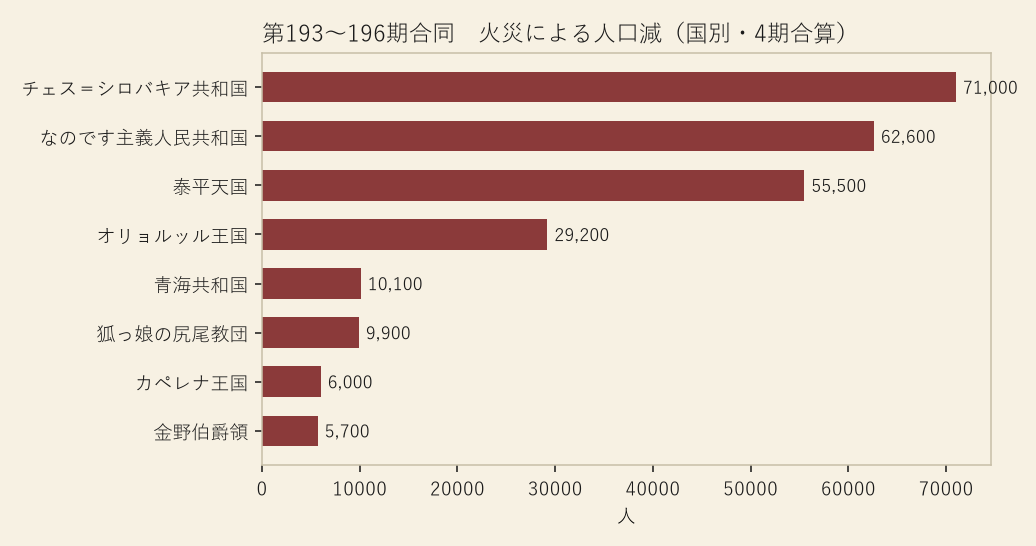 第193〜196期合同　火災による人口減（国別・4期合算）
チェス＝シロバキア共和国 71,000
なのです主義人民共和国 62,600
泰平天国 55,500
オリョルッル王国 29,200
青海共和国 10,100
狐っ娘の尻尾教団 9,900
カペレナ王国 6,000
金野伯爵領 5,700
0 10000 20000 30000 40000 50000 60000 70000
人